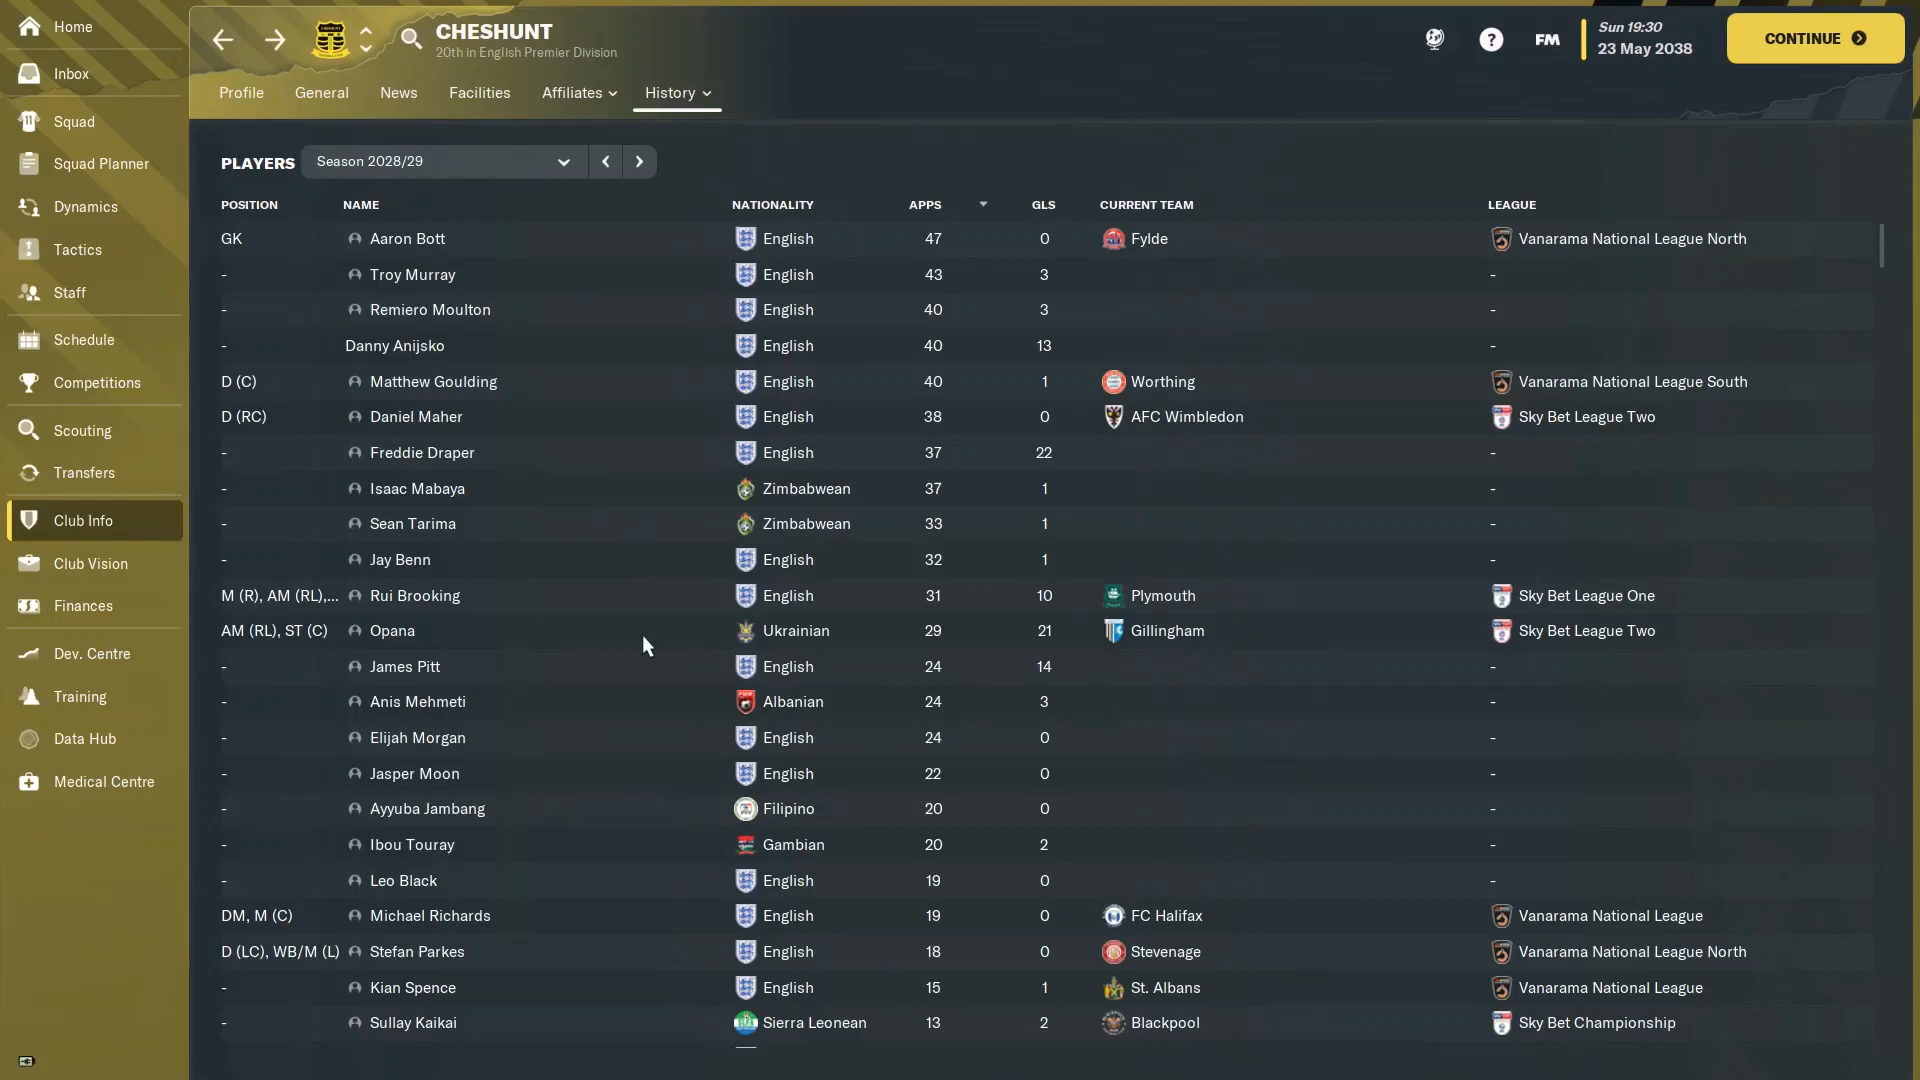 Home
Inbox
Squad
Squad Planner
Dynamics
Tactics
Staff
Schedule
Competitions
Scouting
Transfers
Club Info
Club Vision
Finances
Dev. Centre
Training
Data Hub
Medical Centre
CHESHUNT
20th in English Premier Division
? FM Sun 19:30
23 May 2038
CONTINUE
Profile General News Facilities Affiliates History
PLAYERS Season 2028/29
POSITION NAME NATIONALITY APPS GLS CURRENT TEAM LEAGUE
GK Aaron Bott English 47 0 Fylde Vanarama National League North
- Troy Murray English 43 3 -
- Remiero Moulton English 40 3 -
- Danny Anijsko English 40 13 -
D (C) Matthew Goulding English 40 1 Worthing Vanarama National League South
D (RC) Daniel Maher English 38 0 AFC Wimbledon Sky Bet League Two
- Freddie Draper English 37 22 -
- Isaac Mabaya Zimbabwean 37 1 -
- Sean Tarima Zimbabwean 33 1 -
- Jay Benn English 32 1 -
M (R), AM (RL),... Rui Brooking English 31 10 Plymouth Sky Bet League One
AM (RL), ST (C) Opana Ukrainian 29 21 Gillingham Sky Bet League Two
- James Pitt English 24 14 -
- Anis Mehmeti Albanian 24 3 -
- Elijah Morgan English 24 0 -
- Jasper Moon English 22 0 -
- Ayyuba Jambang Filipino 20 0 -
- Ibou Touray Gambian 20 2 -
- Leo Black English 19 0 -
DM, M (C) Michael Richards English 19 0 FC Halifax Vanarama National League
D (LC), WB/M (L) Stefan Parkes English 18 0 Stevenage Vanarama National League North
- Kian Spence English 15 1 St. Albans Vanarama National League
- Sullay Kaikai Sierra Leonean 13 2 Blackpool Sky Bet Championship